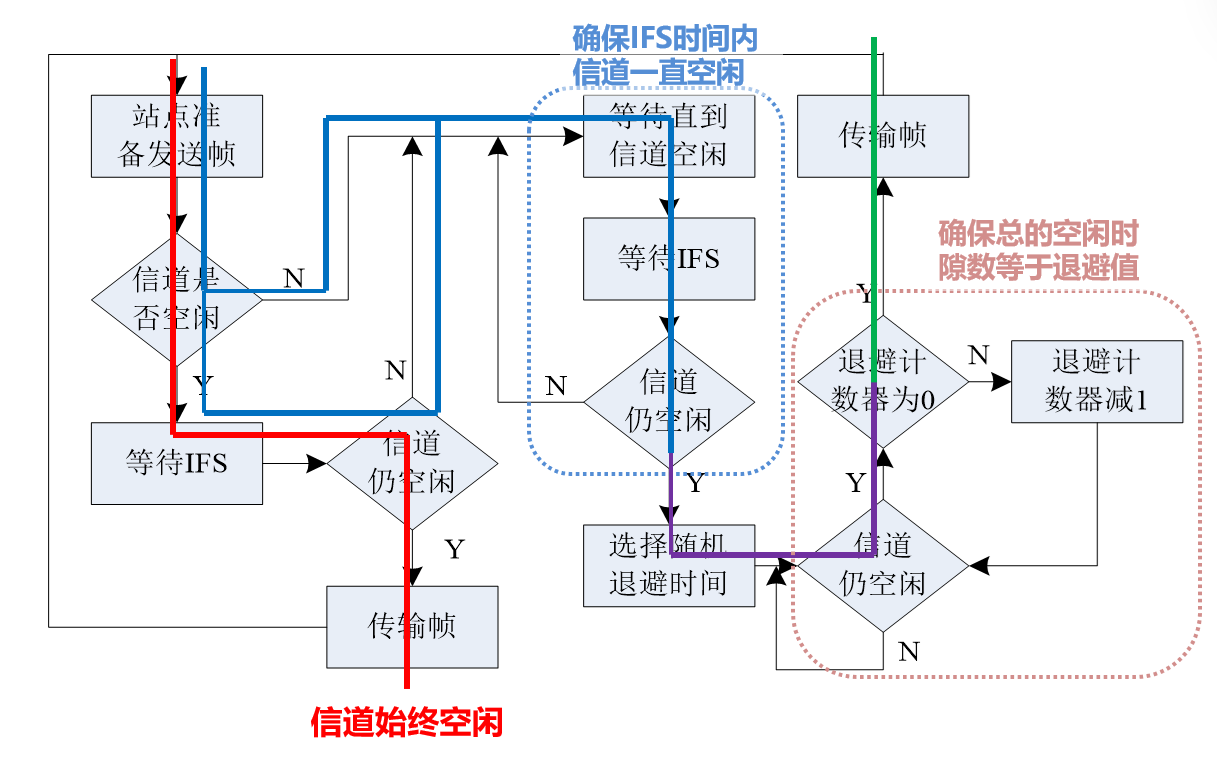 确保IFS时间内
信道一直空闲
站点准
备发送帧
等待直到
信道空闲
传输帧
等待IFS
确保总的空闲时
隙数等于退避值
信道是
否空闲
N
Y
N
Y
等待IFS
信道
仍空闲
Y
传输帧
信道
仍空闲
N
Y
选择随机
退避时间
退避计
数器为0
N
退避计
数器减1
Y
信道
仍空闲
N
信道始终空闲